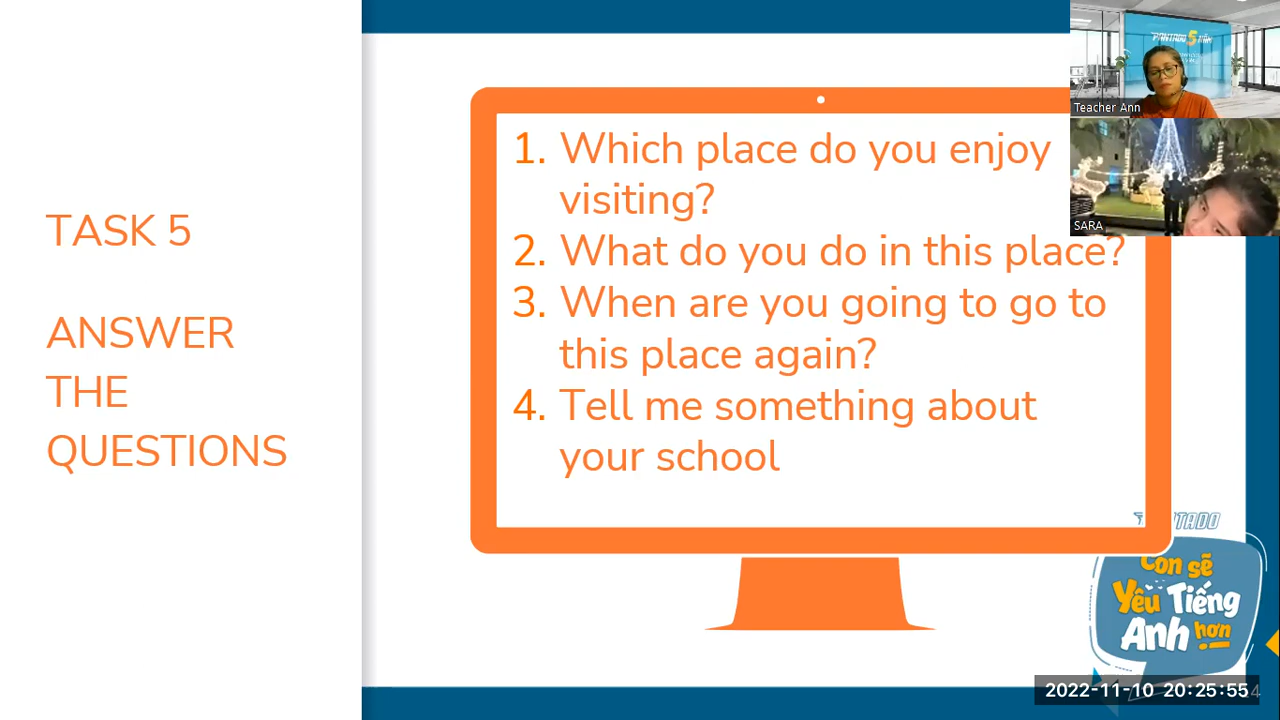 TASK 5
ANSWER
THE
QUESTIONS
1. Which place do you enjoy
visiting?
2. What do you do in this place?
3. When are you going to go to
this place again?
4. Tell me something about
your school
Teacher Ann
SARA
Con sẽ
Yêu Tiếng
Anh hơn
2022-11-10 20:25:55